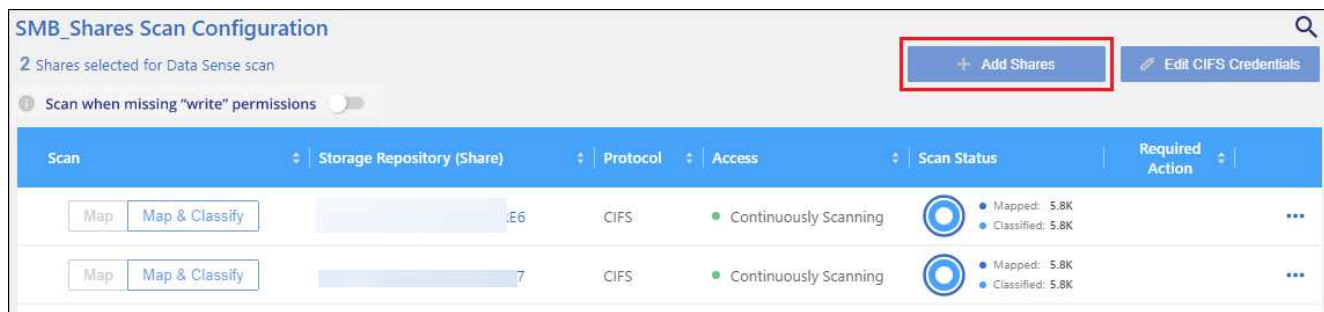 SMB_Shares Scan Configuration
2 Shares selected for Data Sense scan
+ Add Shares
Edit CIFS Credentials
Scan when missing “write” permissions
Scan
Storage Repository (Share)
Protocol
Access
Scan Status
Required
Action
Map
Map & Classify
E6
CIFS
Continuously Scanning
Mapped: 5.8K
Classified: 5.8K
Map
Map & Classify
7
CIFS
Continuously Scanning
Mapped: 5.8K
Classified: 5.8K